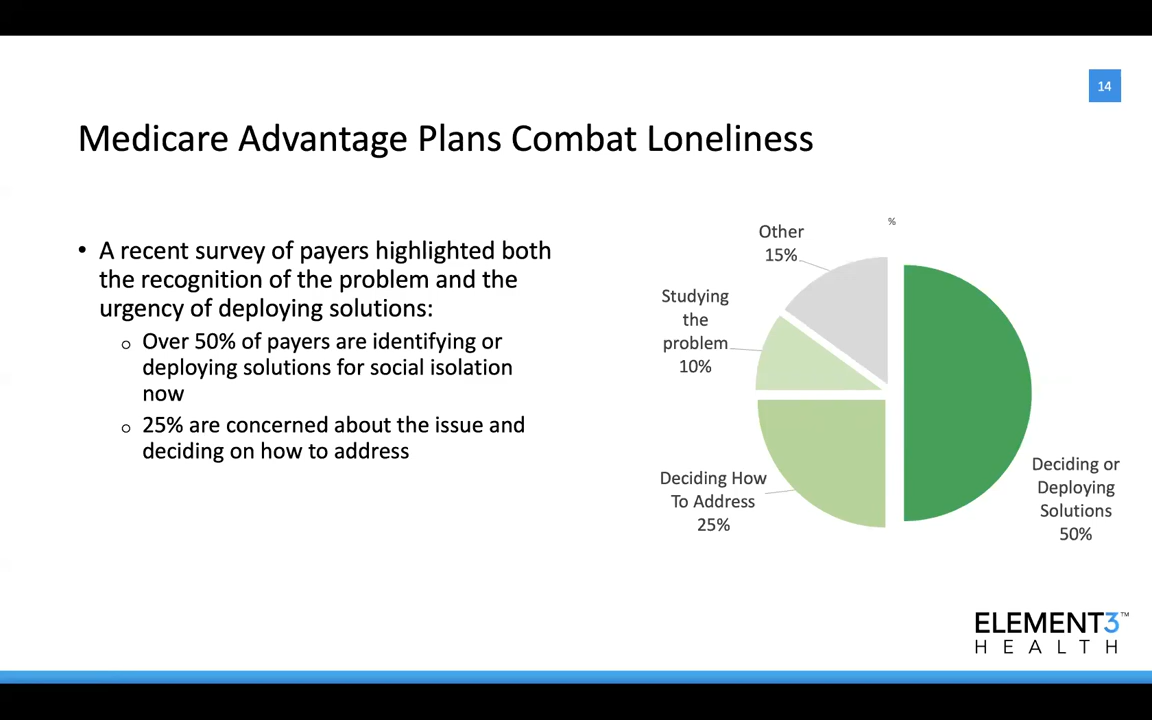 14
Medicare Advantage Plans Combat Loneliness
• A recent survey of payers highlighted both
the recognition of the problem and the
urgency of deploying solutions:
o Over 50% of payers are identifying or
deploying solutions for social isolation
now
o 25% are concerned about the issue and
deciding on how to address
%
Other
15%
Studying
the
problem
10%
Deciding How
To Address
25%
Deciding or
Deploying
Solutions
50%
ELEMENT3™
HEALTH